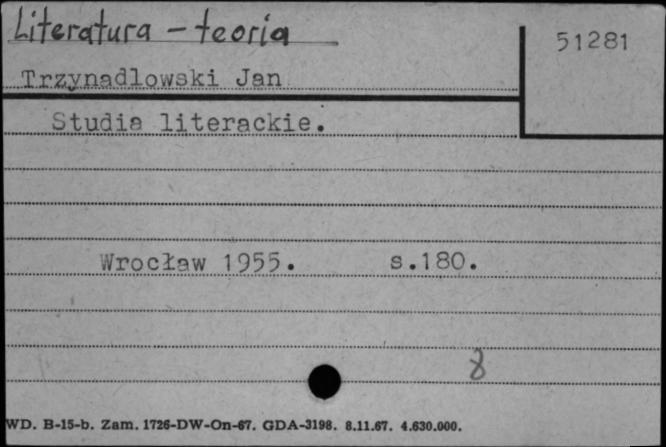 Literatura - teoria
51281
Trzynadlowski Jan
Studia literackie.
Wrocław 1955. s.180.
8
WD. B-15-b. Zam. 1726-DW-On-67. GDA-3198. 8.11.67. 4.630.000.